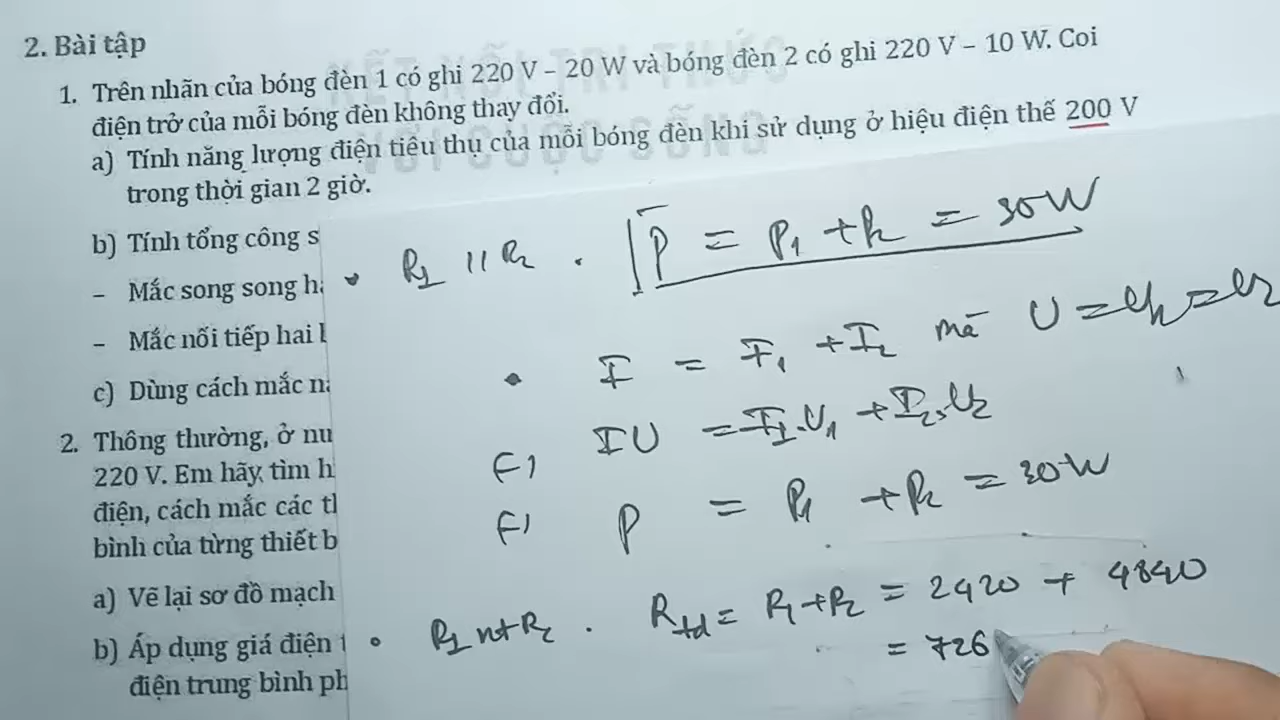 2. Bài tập
1. Trên nhãn của bóng đèn 1 có ghi 220 V – 20 W và bóng đèn 2 có ghi 220 V – 10 W. Coi
điện trở của mỗi bóng đèn không thay đổi.
a) Tính năng lượng điện tiêu thụ của mỗi bóng đèn khi sử dụng ở hiệu điện thế 200 V
trong thời gian 2 giờ.
b) Tính tổng công s
– Mắc song song h
– Mắc nối tiếp hai
c) Dùng cách mắc n
2. Thông thường, ở nu
220 V. Em hãy tìm h
điện, cách mắc các th
bình của từng thiết b
a) Vẽ lại sơ đồ mạch
b) Áp dụng giá điện
điện trung bình ph
R1 // R2 . P = P1 + P2 = 30W
I = I1 + I2 mà U = U1 = U2
IU = I1.U1 + I2.U2
P = P1 + P2 = 30W
R1 nt R2 . Rtđ = R1 + R2 = 2420 + 4840
= 726